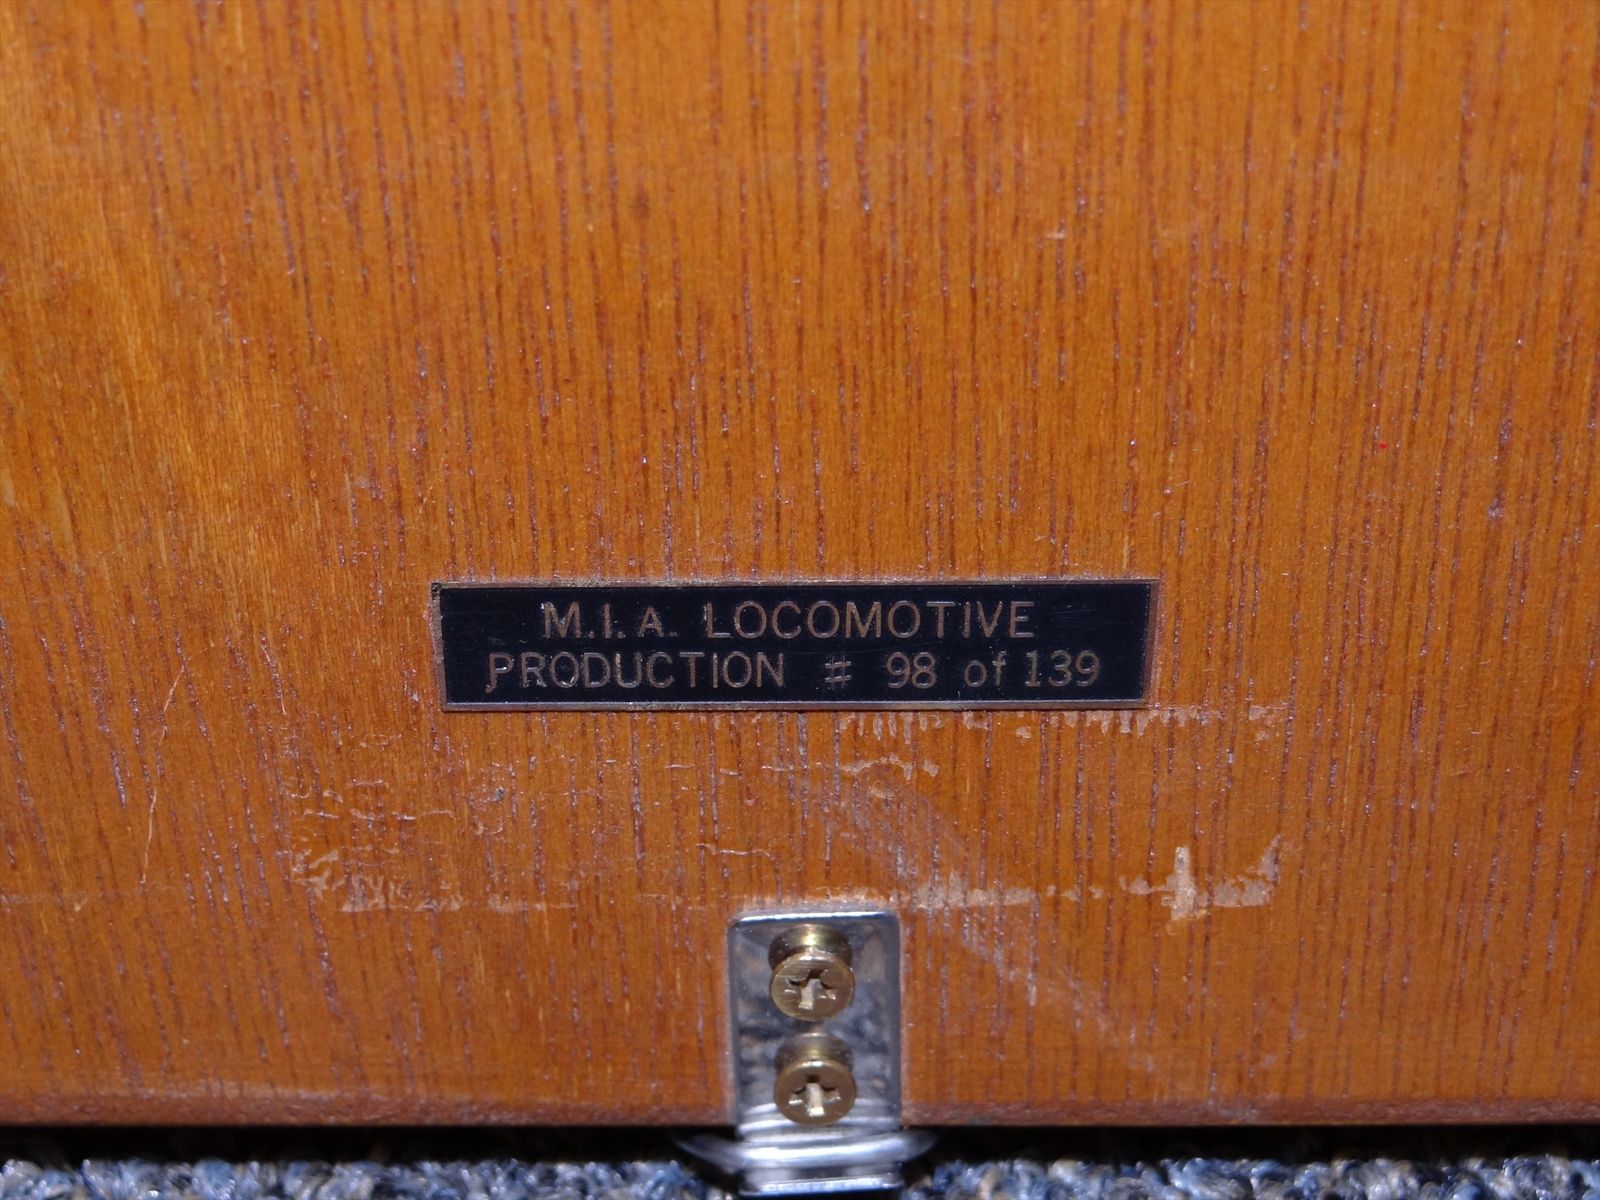 M.I.A. LOCOMOTIVE
PRODUCTION # 98 of 139